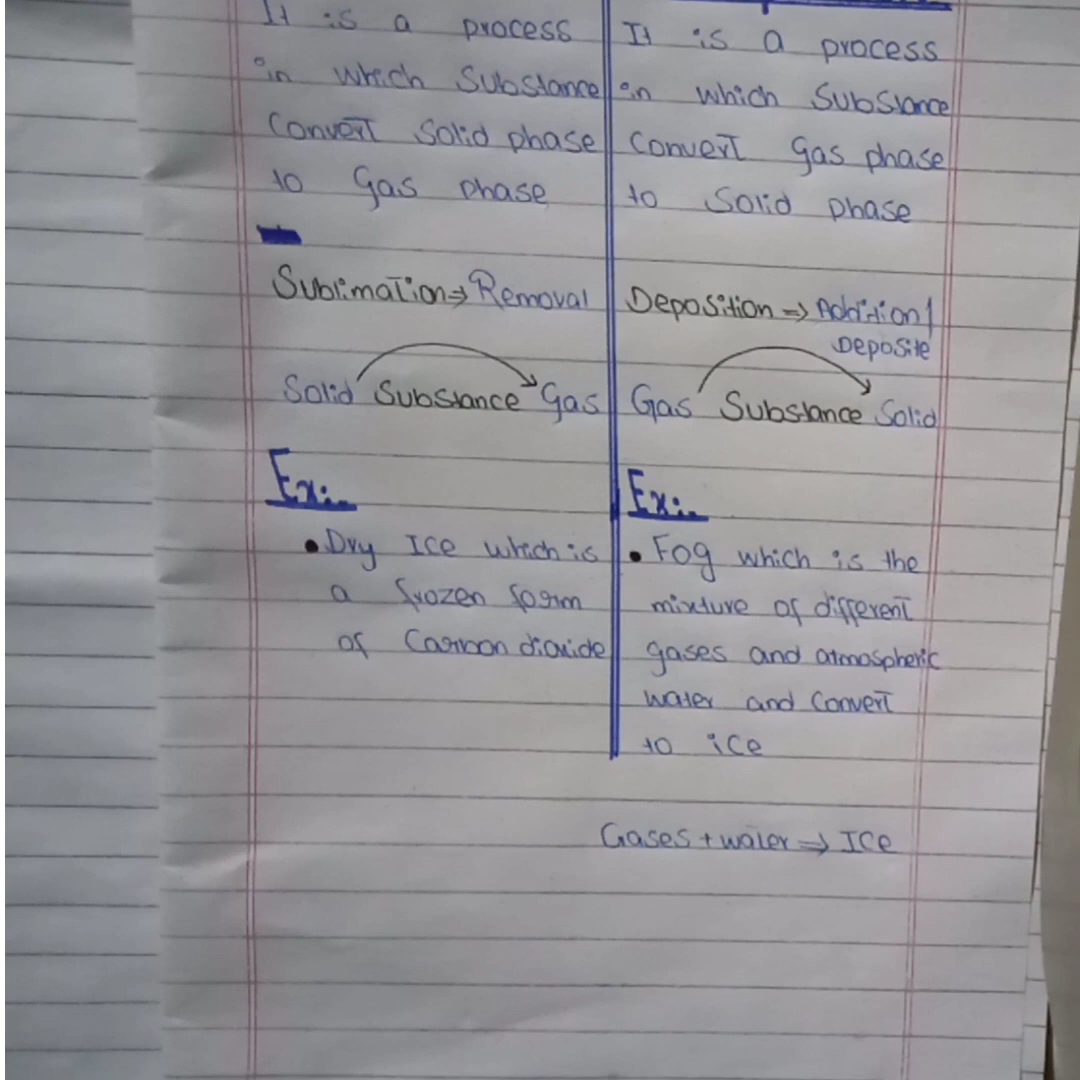 It is a process
in which Substance
Convert Solid phase
to Gas phase
Sublimation ⇒ Removal
Solid Substance Gas
Ex:-
• Dry Ice which is
a frozen form
of Carbon dioxide
It is a process
in which Substance
Convert Gas phase
to Solid phase
Deposition ⇒ Addition/
Deposite
Gas Substance Solid
Ex:-
• Fog which is the
mixture of different
gases and atmospheric
water and Convert
to ice
Gases + water ⇒ Ice